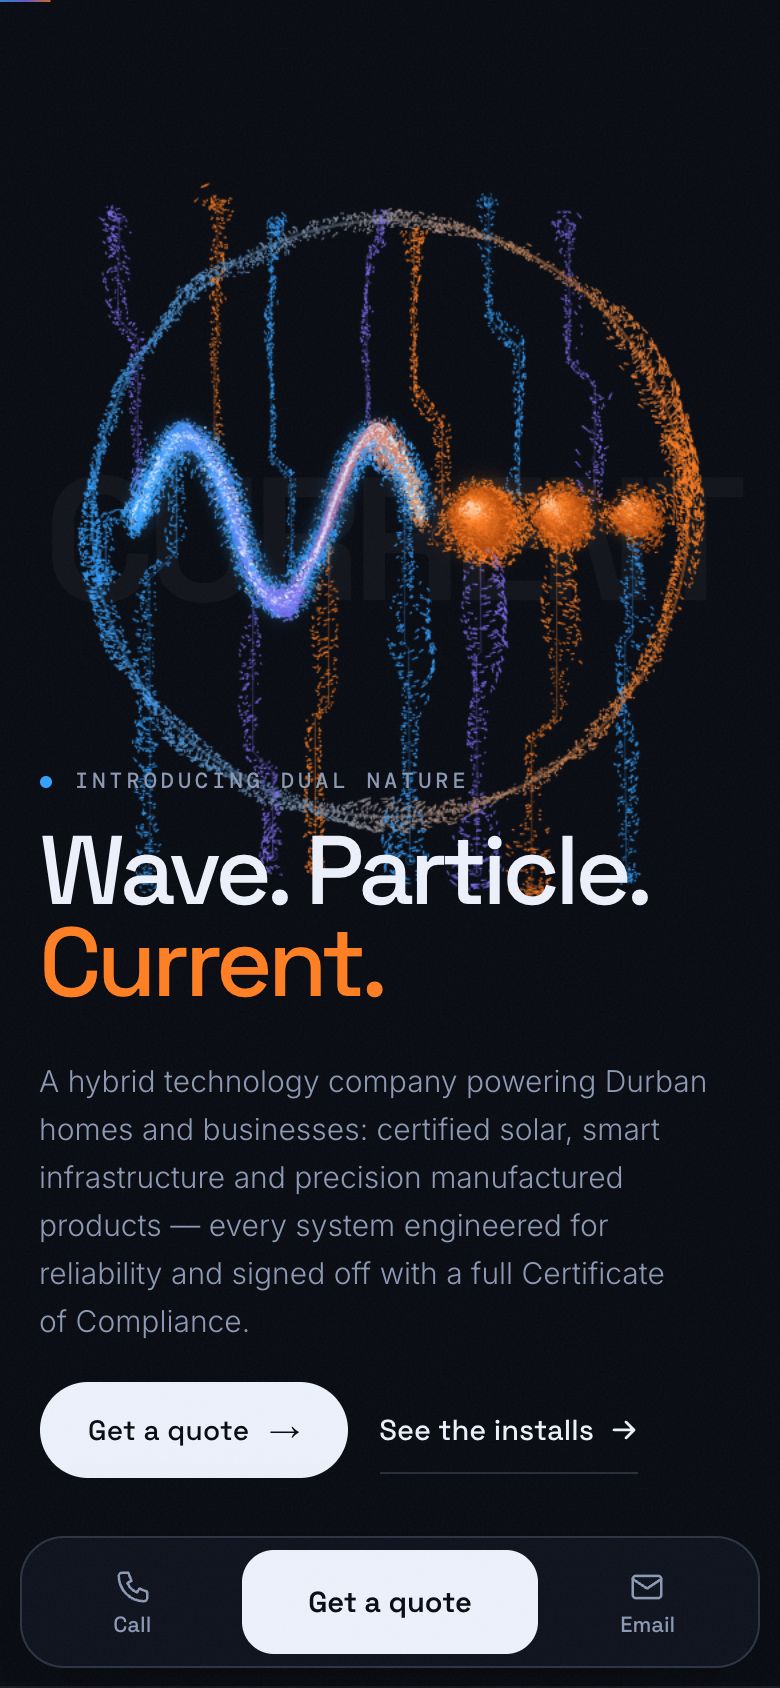 CURRENT
INTRODUCING DUAL NATURE
Wave. Particle.
Current.
A hybrid technology company powering Durban
homes and businesses: certified solar, smart
infrastructure and precision manufactured
products — every system engineered for
reliability and signed off with a full Certificate
of Compliance.
Get a quote →
See the installs →
Call
Get a quote
Email